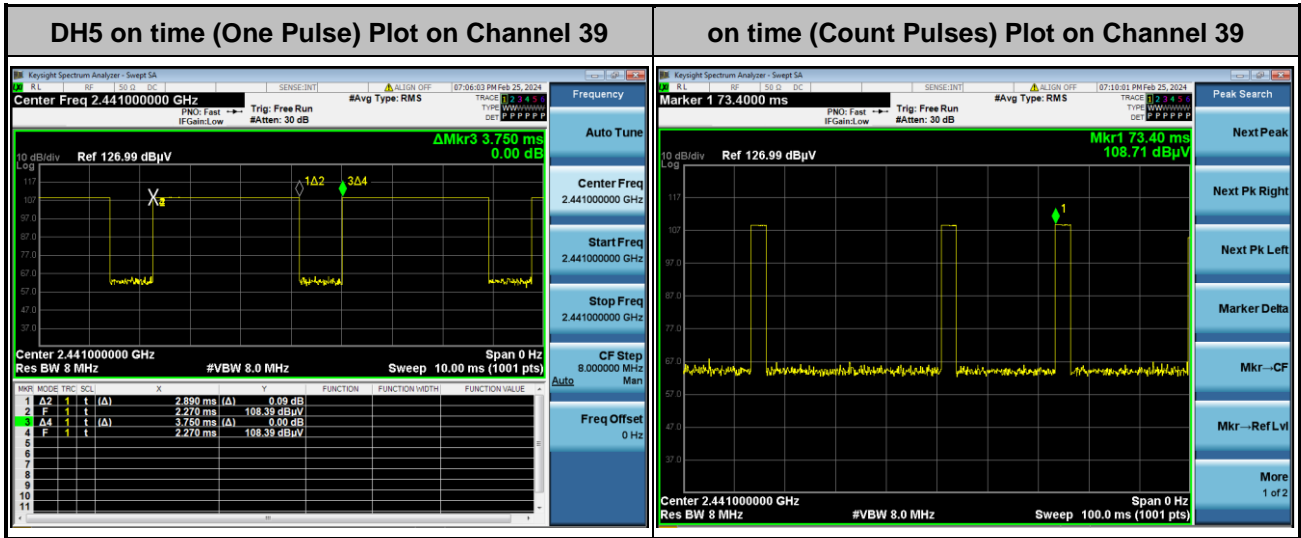 DH5 on time (One Pulse) Plot on Channel 39
on time (Count Pulses) Plot on Channel 39
Keysight Spectrum Analyzer - Swept SA
RL RF 50 Ω DC SENSE:INT ALIGN OFF 07:06:03 PM Feb 25, 2024
Center Freq 2.441000000 GHz
#Avg Type: RMS
TRACE 1 2 3 4 5 6
PNO: Fast
Trig: Free Run
TYPE WWWWWW
IFGain:Low
#Atten: 30 dB
DET P P P P P P
ΔMkr3 3.750 ms
0.00 dB
10 dB/div Ref 126.99 dBµV
Log
117
107
97.0
87.0
77.0
67.0
57.0
47.0
37.0
1Δ2
3Δ4
Center 2.441000000 GHz Span 0 Hz
Res BW 8 MHz #VBW 8.0 MHz Sweep 10.00 ms (1001 pts)
MKR MODE TRC SCL X Y FUNCTION FUNCTION WIDTH FUNCTION VALUE
1 Δ2 1 t (Δ) 2.890 ms (Δ) 0.09 dB
2 F 1 t 2.270 ms 108.39 dBµV
3 Δ4 1 t (Δ) 3.750 ms (Δ) 0.00 dB
4 F 1 t 2.270 ms 108.39 dBµV
5
6
7
8
9
10
11
Frequency
Auto Tune
Center Freq
2.441000000 GHz
Start Freq
2.441000000 GHz
Stop Freq
2.441000000 GHz
CF Step
8.000000 MHz
Auto Man
Freq Offset
0 Hz
Keysight Spectrum Analyzer - Swept SA
RL RF 50 Ω DC SENSE:INT ALIGN OFF 07:10:01 PM Feb 25, 2024
Marker 1 73.4000 ms
#Avg Type: RMS
TRACE 1 2 3 4 5 6
PNO: Fast
Trig: Free Run
TYPE WWWWWW
IFGain:Low
#Atten: 30 dB
DET P P P P P P
Mkr1 73.40 ms
108.71 dBµV
10 dB/div Ref 126.99 dBµV
Log
117
107
97.0
87.0
77.0
67.0
57.0
47.0
37.0
1
Center 2.441000000 GHz Span 0 Hz
Res BW 8 MHz #VBW 8.0 MHz Sweep 100.0 ms (1001 pts)
Peak Search
Next Peak
Next Pk Right
Next Pk Left
Marker Delta
Mkr→CF
Mkr→Ref Lvl
More
1 of 2